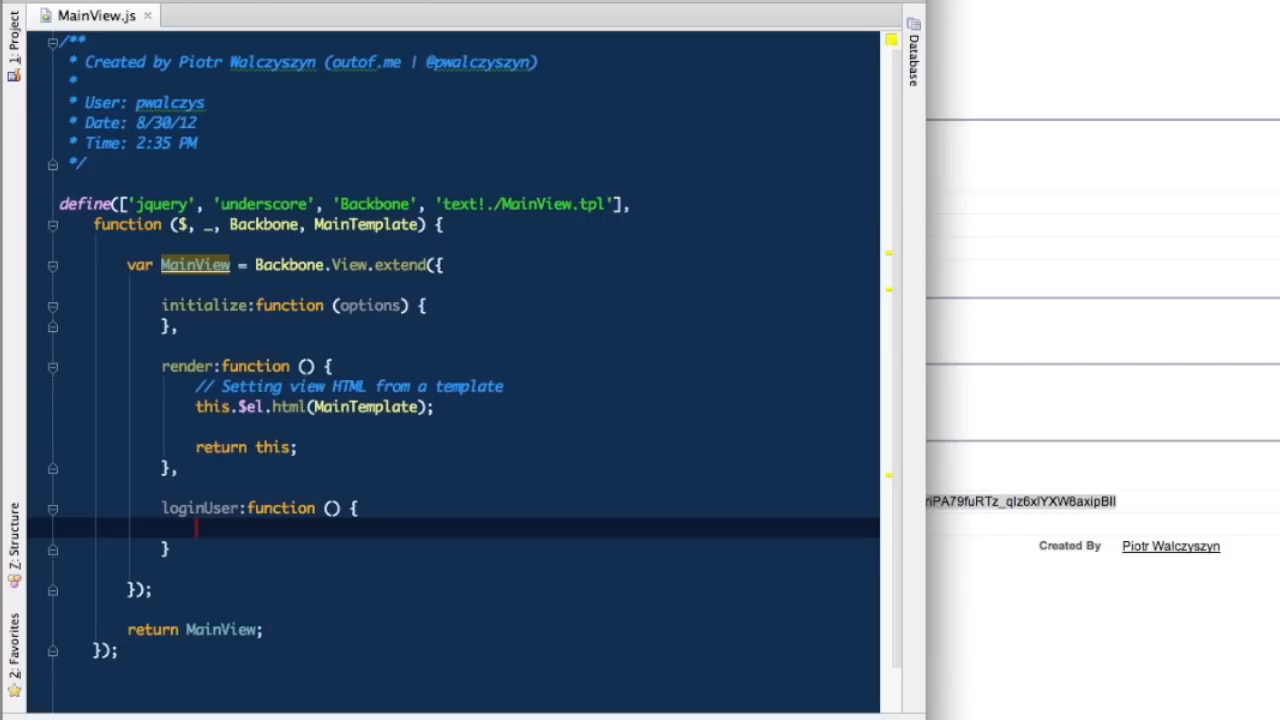 MainView.js
1: Project
Database
/**
* Created by Piotr Walczyszyn (outof.me | @pwalczyszyn)
*
* User: pwalczys
* Date: 8/30/12
* Time: 2:35 PM
*/
define(['jquery', 'underscore', 'Backbone', 'text!./MainView.tpl'],
function ($, _, Backbone, MainTemplate) {
var MainView = Backbone.View.extend({
initialize:function (options) {
},
render:function () {
// Setting view HTML from a template
this.$el.html(MainTemplate);
return this;
},
loginUser:function () {
}
});
return MainView;
});
7: Structure
2: Favorites
Created By Piotr Walczyszyn